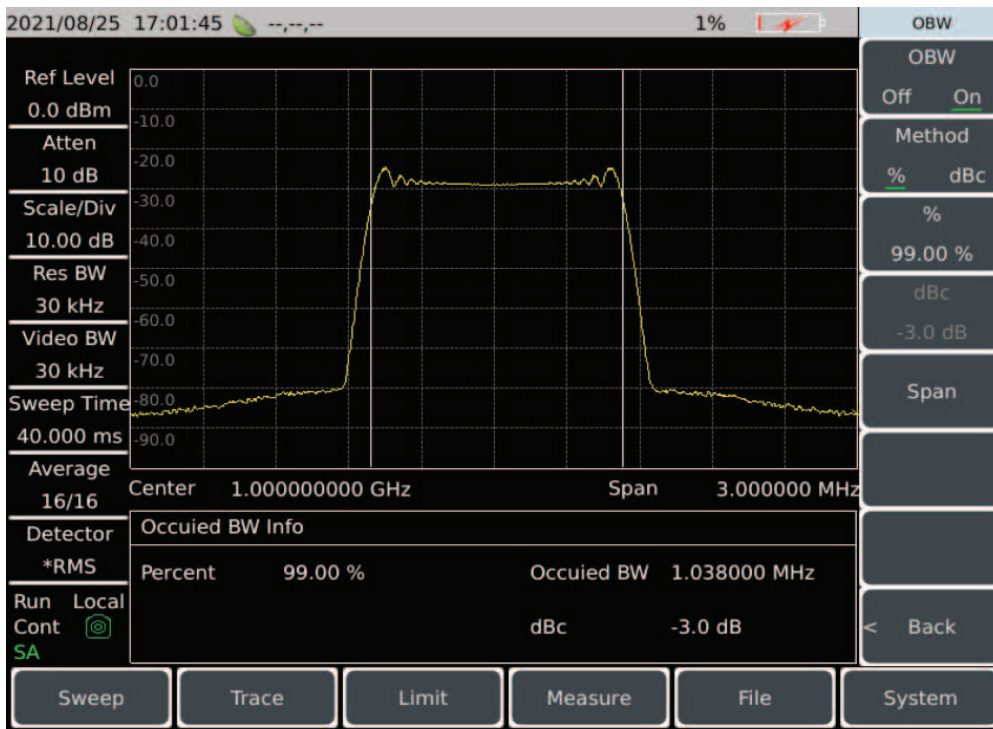 2021/08/25 17:01:45 --,--,-- 1%
OBW
Ref Level
0.0 dBm
Atten
10 dB
Scale/Div
10.00 dB
Res BW
30 kHz
Video BW
30 kHz
Sweep Time
40.000 ms
Average
16/16
Detector
*RMS
Run Local
Cont
SA
0.0
-10.0
-20.0
-30.0
-40.0
-50.0
-60.0
-70.0
-80.0
-90.0
Center 1.000000000 GHz Span 3.000000 MHz
Occuied BW Info
Percent 99.00 % Occuied BW 1.038000 MHz
dBc -3.0 dB
OBW
Off On
Method
% dBc
%
99.00 %
dBc
-3.0 dB
Span
< Back
Sweep Trace Limit Measure File System